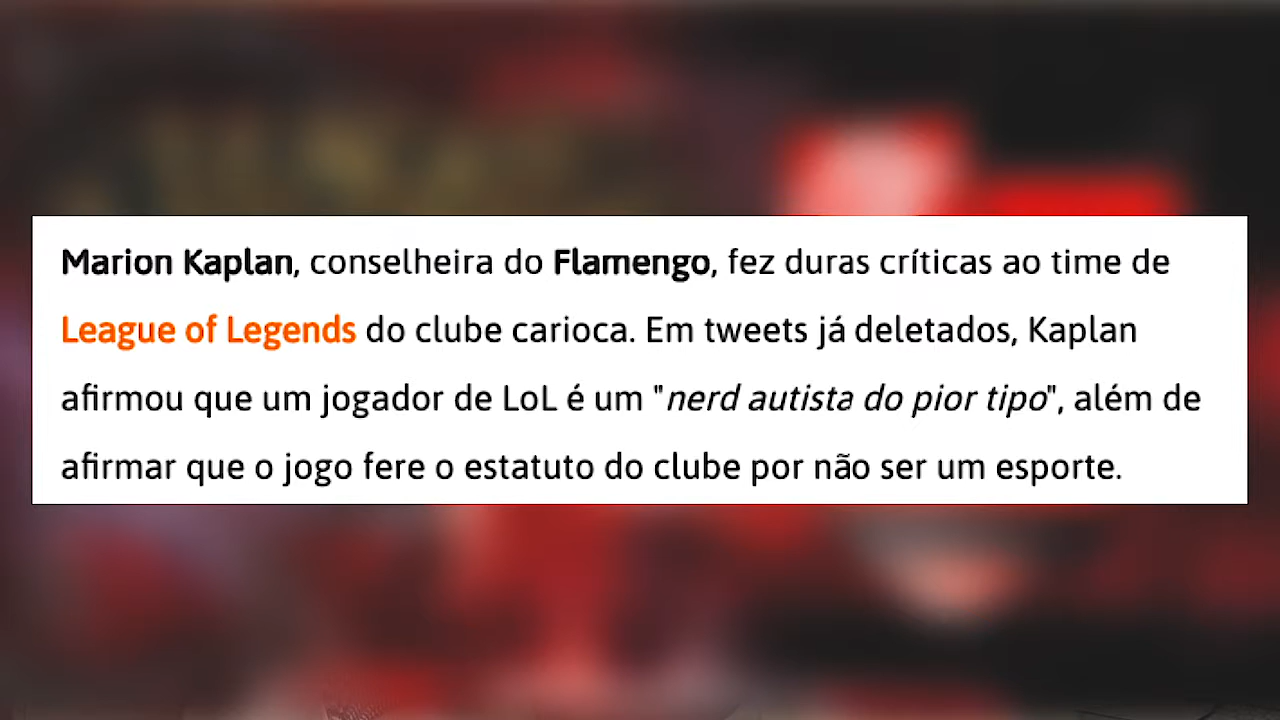 Marion Kaplan, conselheira do Flamengo, fez duras críticas ao time de
League of Legends do clube carioca. Em tweets já deletados, Kaplan
afirmou que um jogador de LoL é um "nerd autista do pior tipo", além de
afirmar que o jogo fere o estatuto do clube por não ser um esporte.